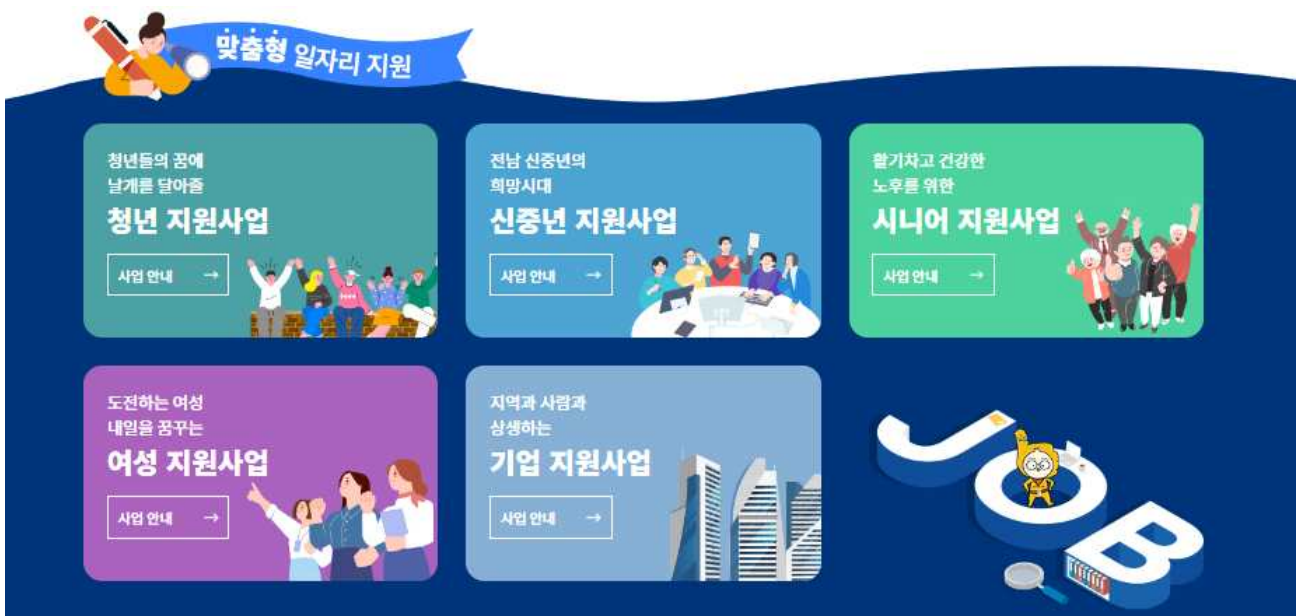 맞춤형 일자리 지원
청년들의 꿈에
날개를 달아줄
청년 지원사업
사업 안내 →
전남 신중년의
희망시대
신중년 지원사업
사업 안내 →
활기차고 건강한
노후를 위한
시니어 지원사업
사업 안내 →
도전하는 여성
내일을 꿈꾸는
여성 지원사업
사업 안내 →
지역과 사람과
상생하는
기업 지원사업
사업 안내 →
JOB